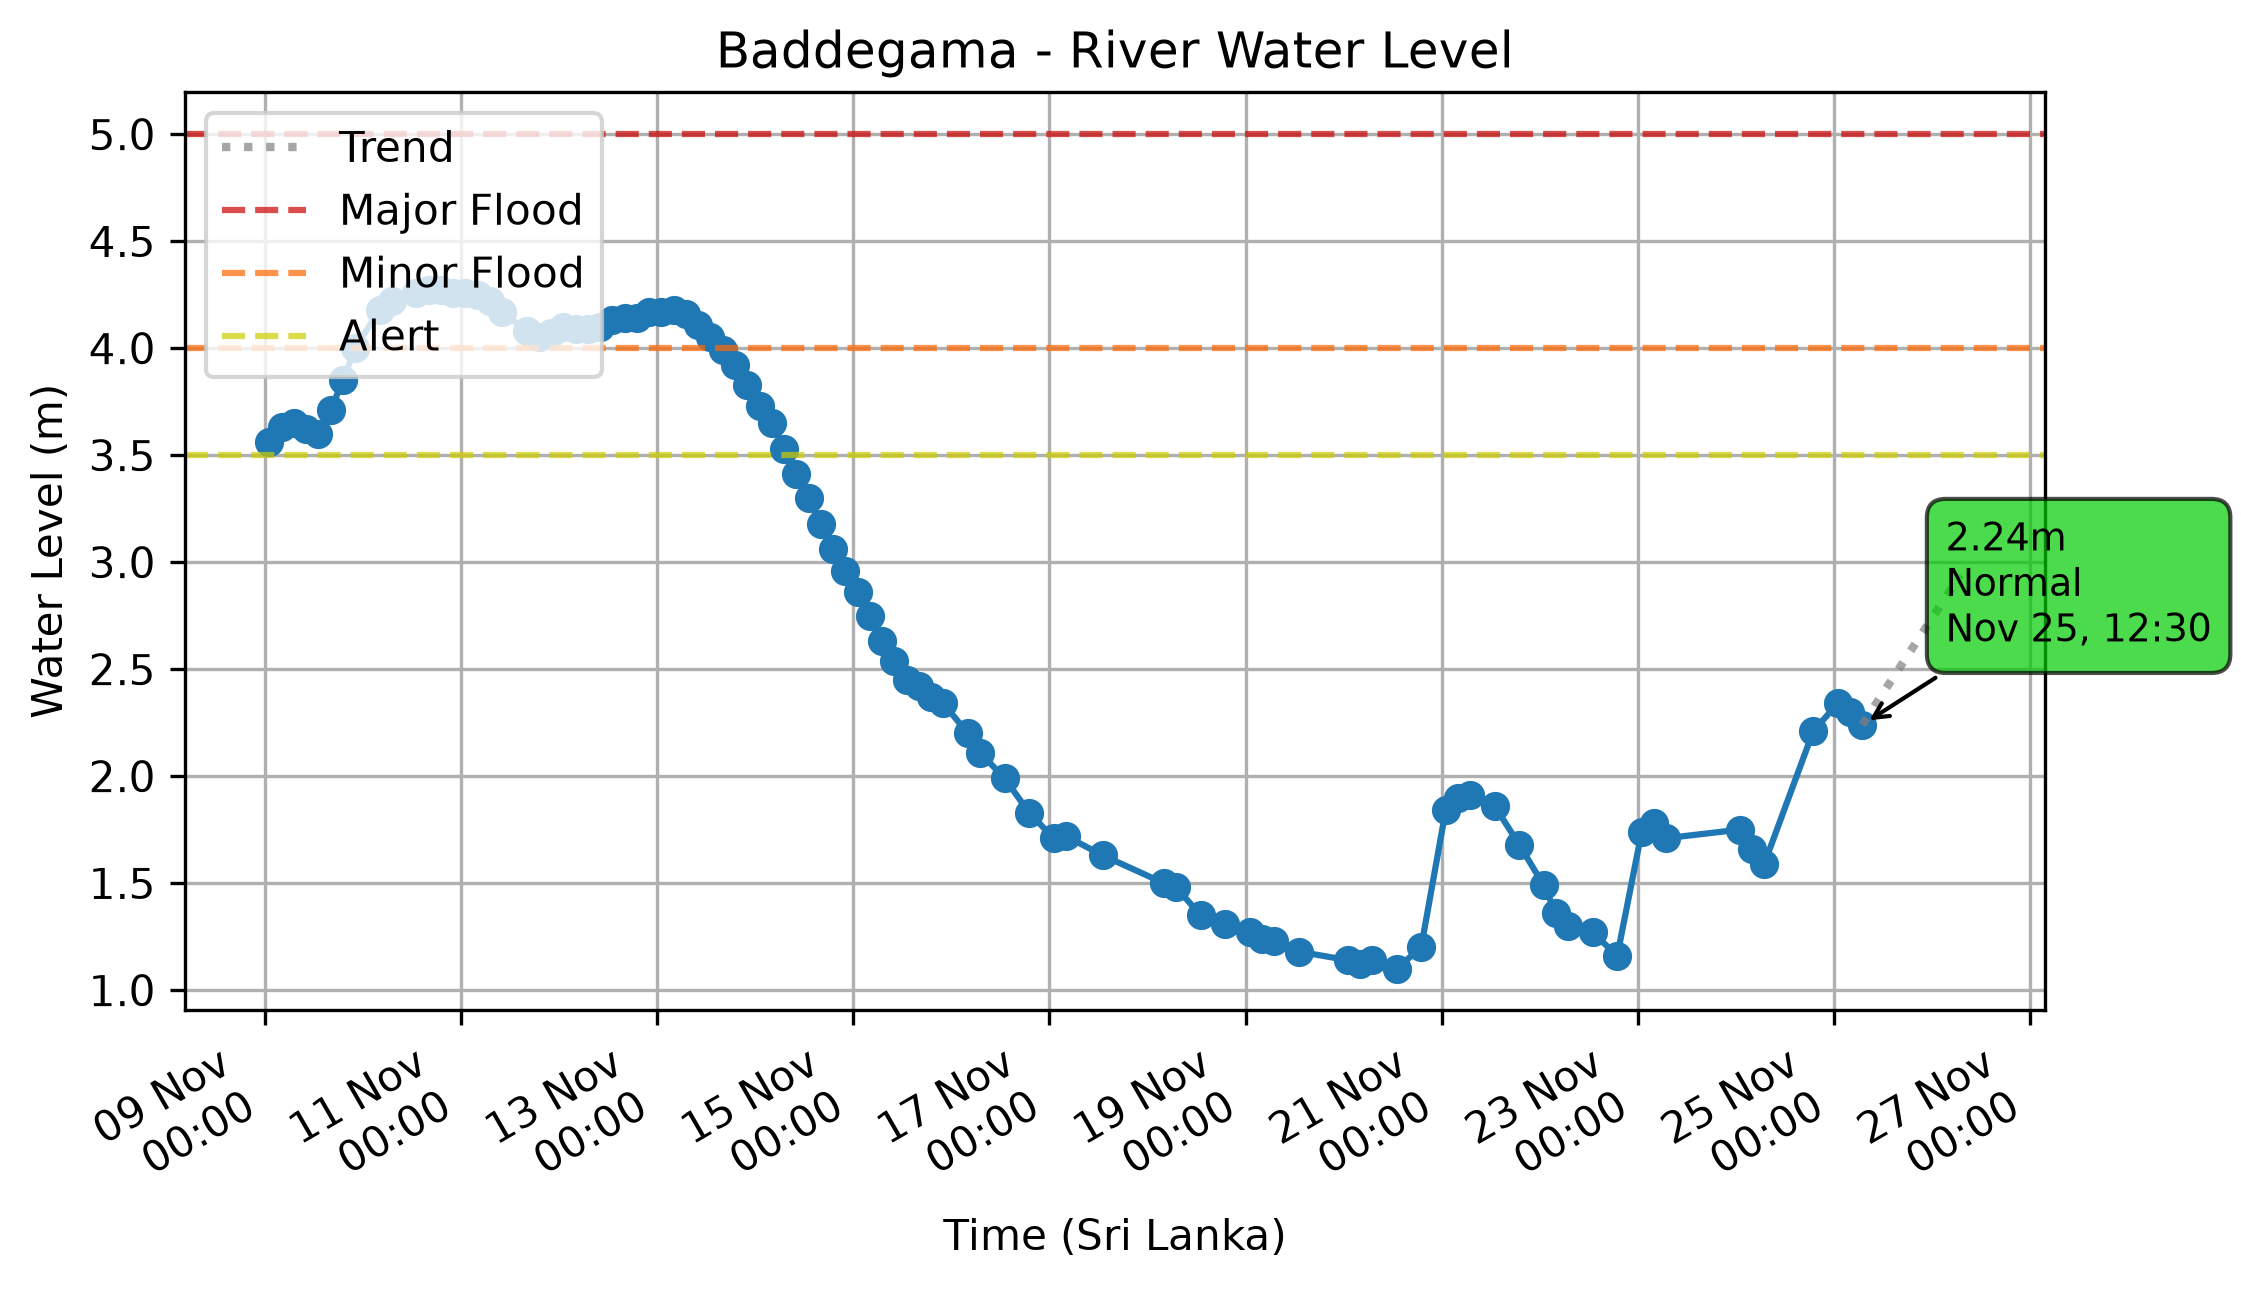 Baddegama - River Water Level
Trend
Major Flood
Minor Flood
Alert
5.0
4.5
4.0
3.5
3.0
2.5
2.0
1.5
1.0
Water Level (m)
2.24m
Normal
Nov 25, 12:30
09 Nov
00:00
11 Nov
00:00
13 Nov
00:00
15 Nov
00:00
17 Nov
00:00
19 Nov
00:00
21 Nov
00:00
23 Nov
00:00
25 Nov
00:00
27 Nov
00:00
Time (Sri Lanka)